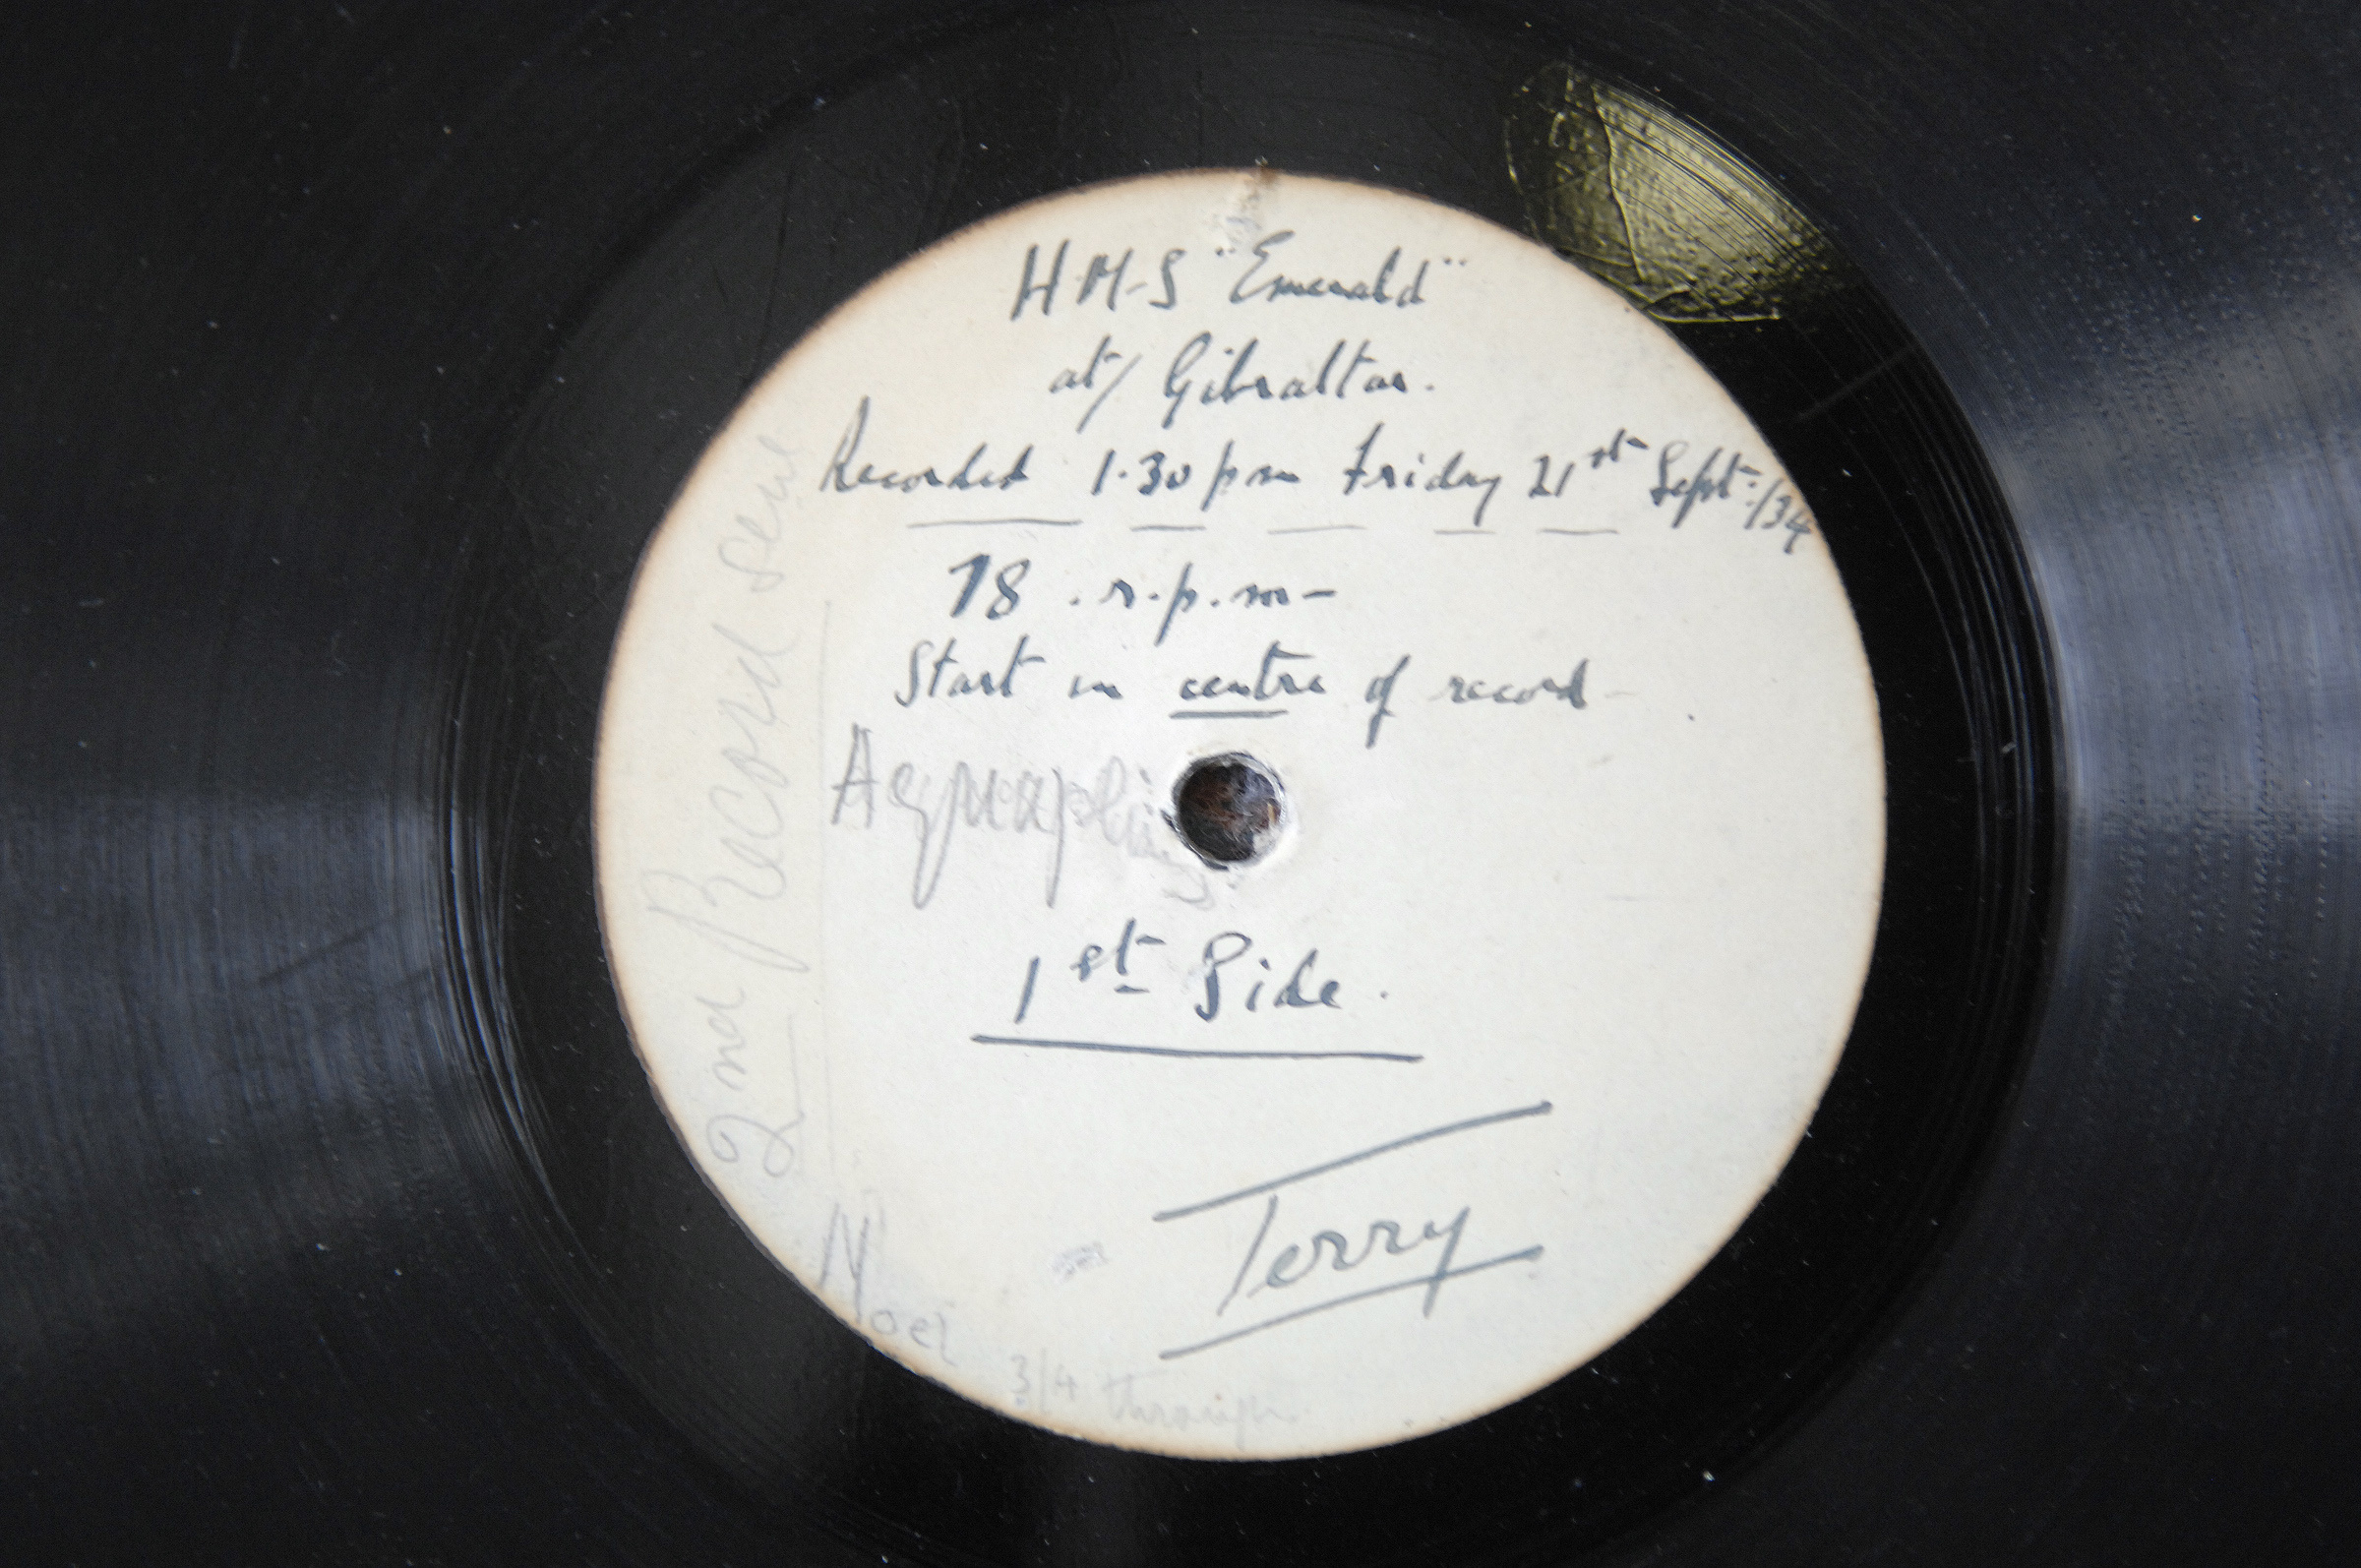 H.M.S "Emerald"
at/ Gibraltar.
Recorded 1.30 pm Friday 21st Sept:/34
78 . r.p.m-
Start in centre of record
1st Side.
Terry
2nd Record sent
Noel
3/4 through